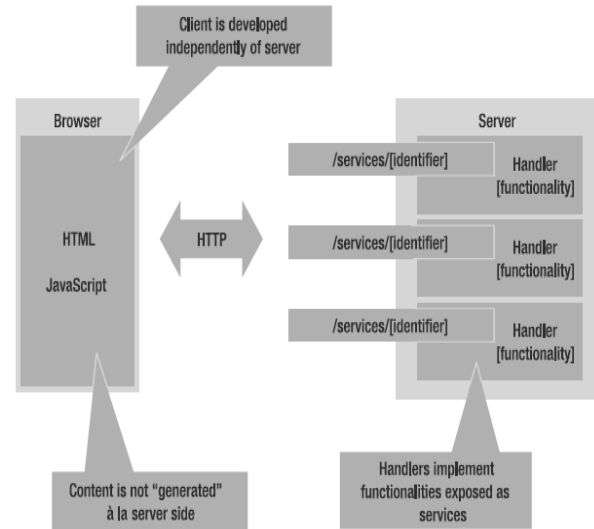 Client is developed
independently of server
Browser
Server
/services/[identifier]
Handler
[functionality]
HTML
JavaScript
HTTP
/services/[identifier]
Handler
[functionality]
/services/[identifier]
Handler
[functionality]
Content is not “generated”
à la server side
Handlers implement
functionalities exposed as
services